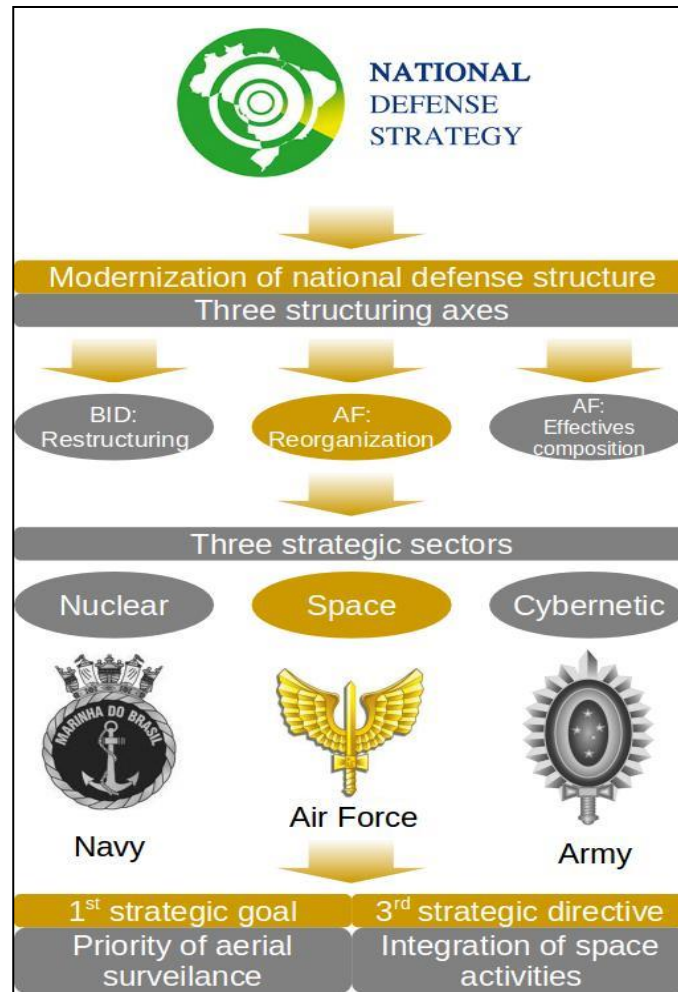 NATIONAL
DEFENSE
STRATEGY
Modernization of national defense structure
Three structuring axes
BID:
Restructuring
AF:
Reorganization
AF:
Effectives
composition
Three strategic sectors
Nuclear
Space
Cybernetic
MARINHA DO BRASIL
Navy
Air Force
Army
1st strategic goal
3rd strategic directive
Priority of aerial
surveilance
Integration of space
activities